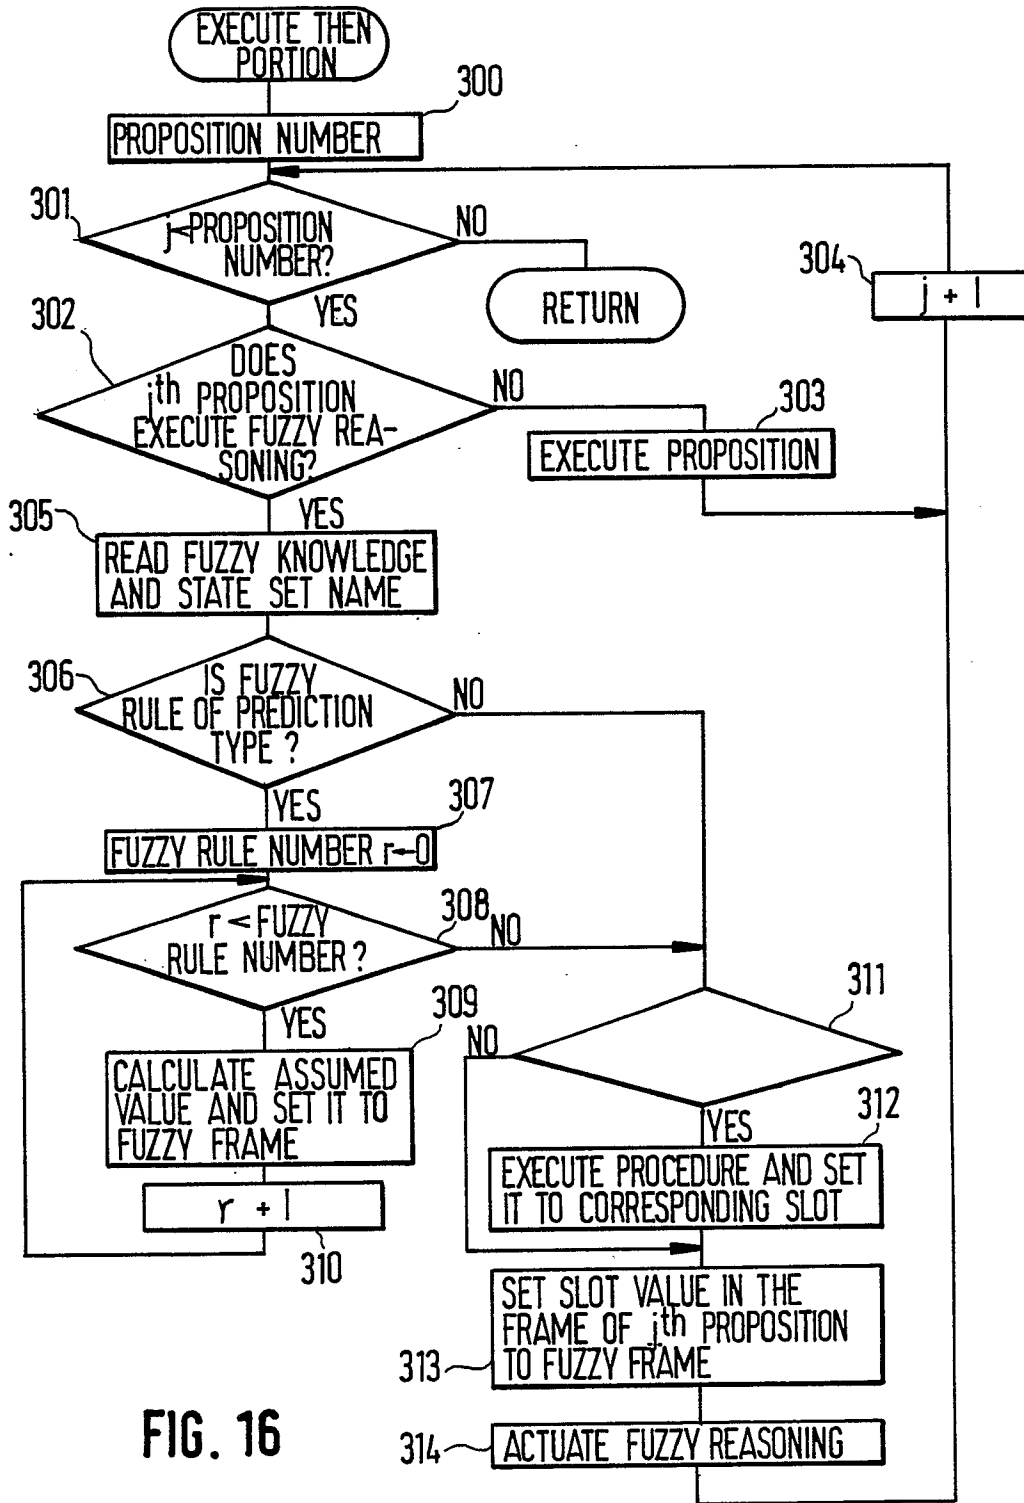 EXECUTE THEN
PORTION
300
PROPOSITION NUMBER
301
j<PROPOSITION
NUMBER?
NO
RETURN
304
j + 1
YES
302
DOES
jth PROPOSITION
EXECUTE FUZZY REA-
SONING?
NO
303
EXECUTE PROPOSITION
YES
305
READ FUZZY KNOWLEDGE
AND STATE SET NAME
306
IS FUZZY
RULE OF PREDICTION
TYPE ?
NO
YES
307
FUZZY RULE NUMBER r←0
308
r < FUZZY
RULE NUMBER ?
NO
YES
309
CALCULATE ASSUMED
VALUE AND SET IT TO
FUZZY FRAME
r + 1
310
311
NO
YES
312
EXECUTE PROCEDURE AND SET
IT TO CORRESPONDING SLOT
SET SLOT VALUE IN THE
FRAME OF jth PROPOSITION
TO FUZZY FRAME
313
314
ACTUATE FUZZY REASONING
FIG. 16